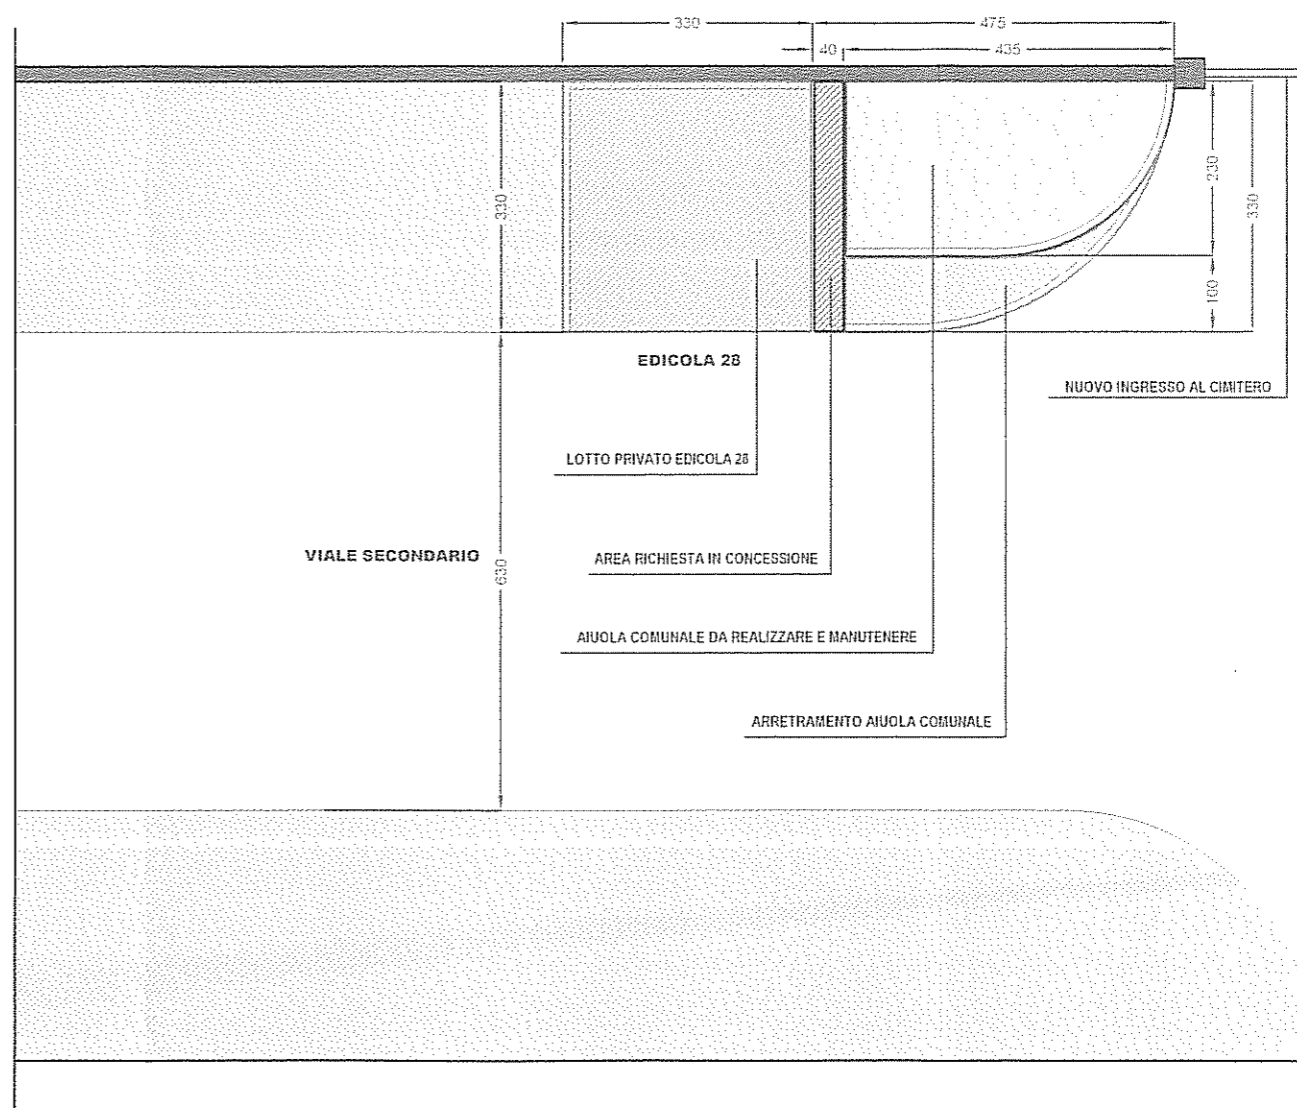 330
475
40
435
330
230
330
100
EDICOLA 28
NUOVO INGRESSO AL CIMITERO
LOTTO PRIVATO EDICOLA 28
VIALE SECONDARIO
630
AREA RICHIESTA IN CONCESSIONE
AIUOLA COMUNALE DA REALIZZARE E MANUTENERE
ARRETRAMENTO AIUOLA COMUNALE